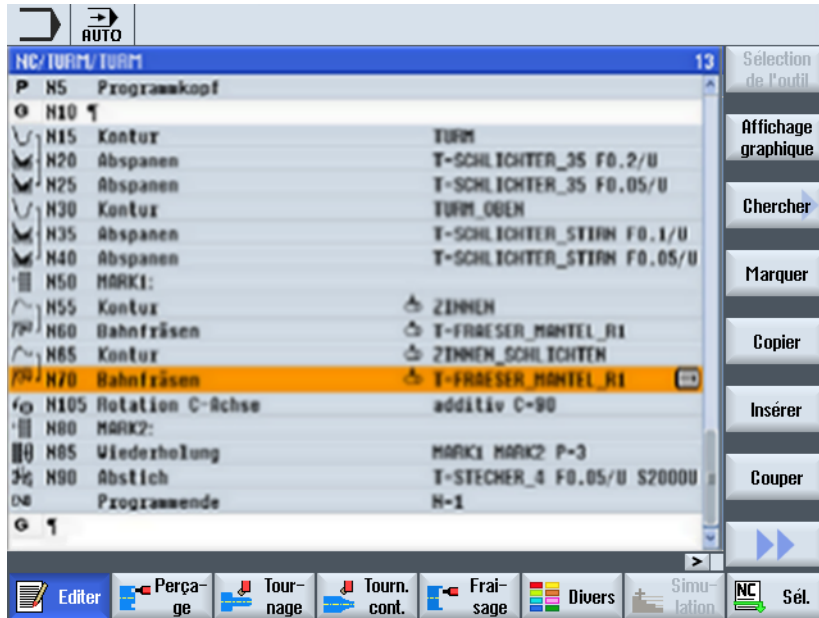 AUTO
NC/TURM/TURM 13
P N5 Programmkopf
G N10 ¶
N15 Kontur TURM
N20 Abspanen T-SCHLICHTER_35 F0.2/U
N25 Abspanen T-SCHLICHTER_35 F0.05/U
N30 Kontur TURM_OBEN
N35 Abspanen T-SCHLICHTER_STIRN F0.1/U
N40 Abspanen T-SCHLICHTER_STIRN F0.05/U
N50 MARK1:
N55 Kontur ZINNEN
N60 Bahnfräsen T-FRAESER_MANTEL_R1
N65 Kontur ZINNEN_SCHLICHTEN
N70 Bahnfräsen T-FRAESER_MANTEL_R1
N105 Rotation C-Achse additiv C=90
N80 MARK2:
N85 Wiederholung MARK1 MARK2 P=3
N90 Abstich T-STECHER_4 F0.05/U S2000U
END Programmende N=1
G ¶
>
Sélection
de l'outil
Affichage
graphique
Chercher
Marquer
Copier
Insérer
Couper
Editer
Perça-
ge
Tour-
nage
Tourn.
cont.
Frai-
sage
Divers
Simu-
lation
NC
Sél.